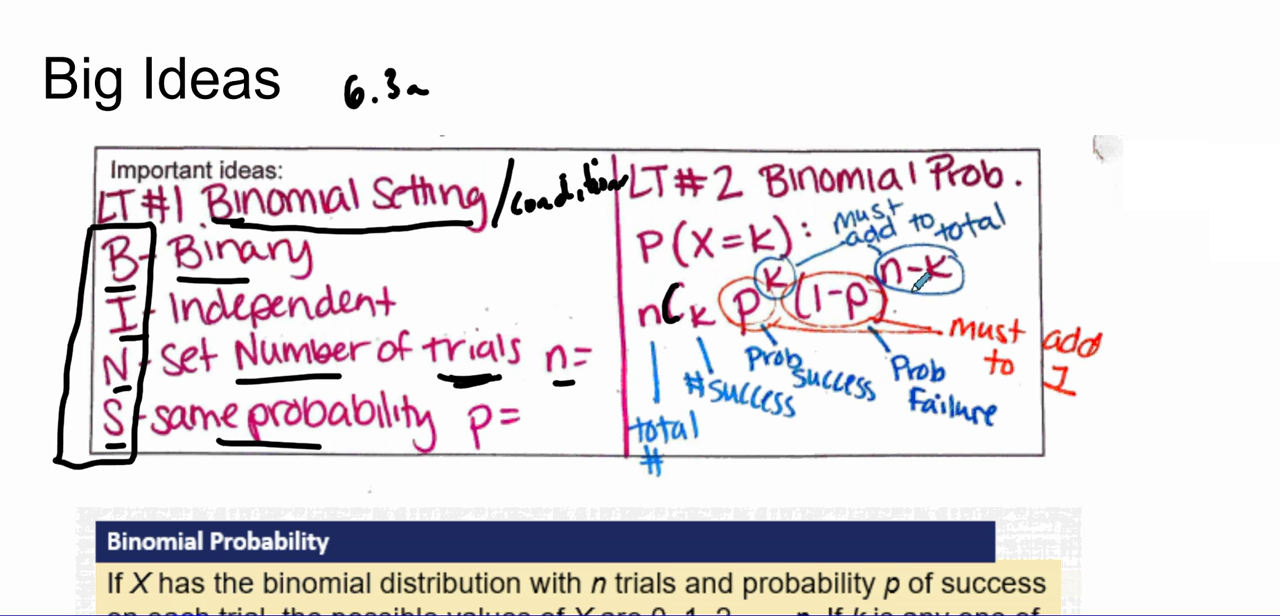 Big Ideas 6.3a
Important ideas:
LT #1 Binomial Setting/condition
B - Binary
I - Independent
N - Set Number of trials n=
S - same probability p=
LT #2 Binomial Prob.
P(X=k):
must
add to
total
nCk p^k (1-p)^n-k
must add
to 1
Prob
success
Prob
Failure
#success
total
#
Binomial Probability
If X has the binomial distribution with n trials and probability p of success